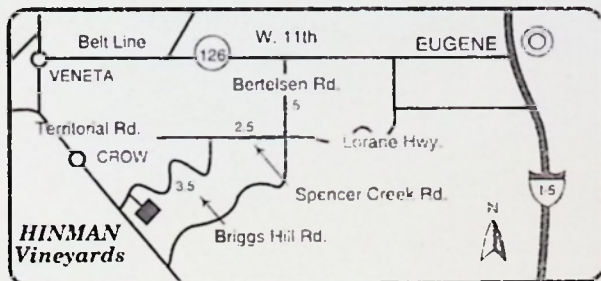 Belt Line
W. 11th
126
EUGENE
VENETA
Bertelsen Rd.
5
Territorial Rd.
2.5
Lorane Hwy.
CROW
3.5
Spencer Creek Rd.
I-5
N
HINMAN
Vineyards
Briggs Hill Rd.